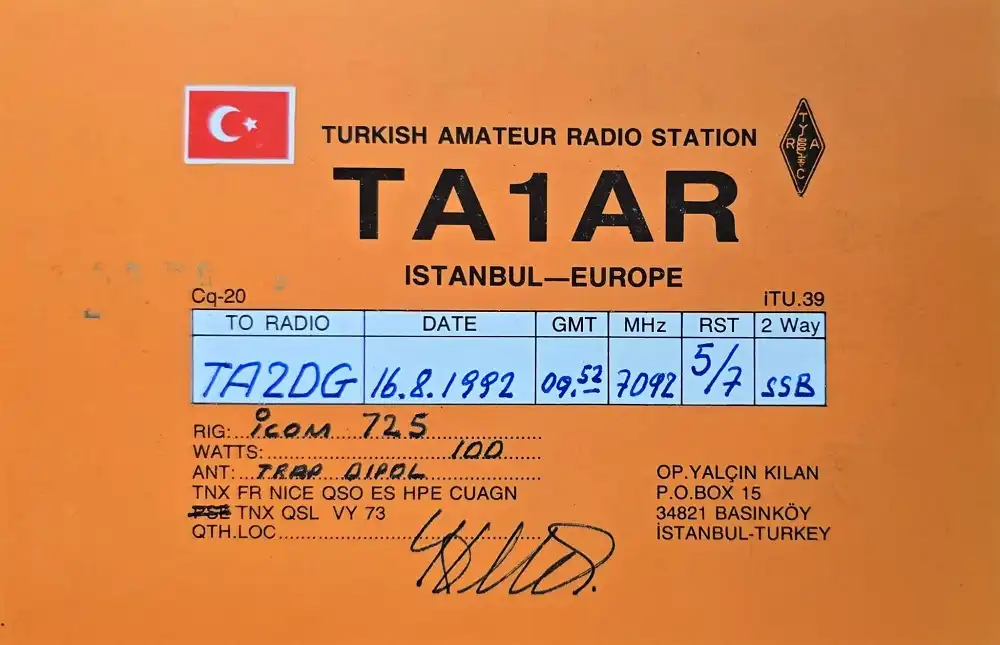 TURKISH AMATEUR RADIO STATION
TRAC
TA1AR
ISTANBUL—EUROPE
Cq-20 iTU.39
TO RADIO DATE GMT MHz RST 2 Way
TA2DG 16.8.1992 09.52 7092 5/7 SSB
RIG: icom 725
WATTS: 100
ANT: TRAP DIPOL
TNX FR NICE QSO ES HPE CUAGN
PSE TNX QSL VY 73
QTH.LOC
OP.YALÇIN KILAN
P.O.BOX 15
34821 BASINKÖY
İSTANBUL-TURKEY